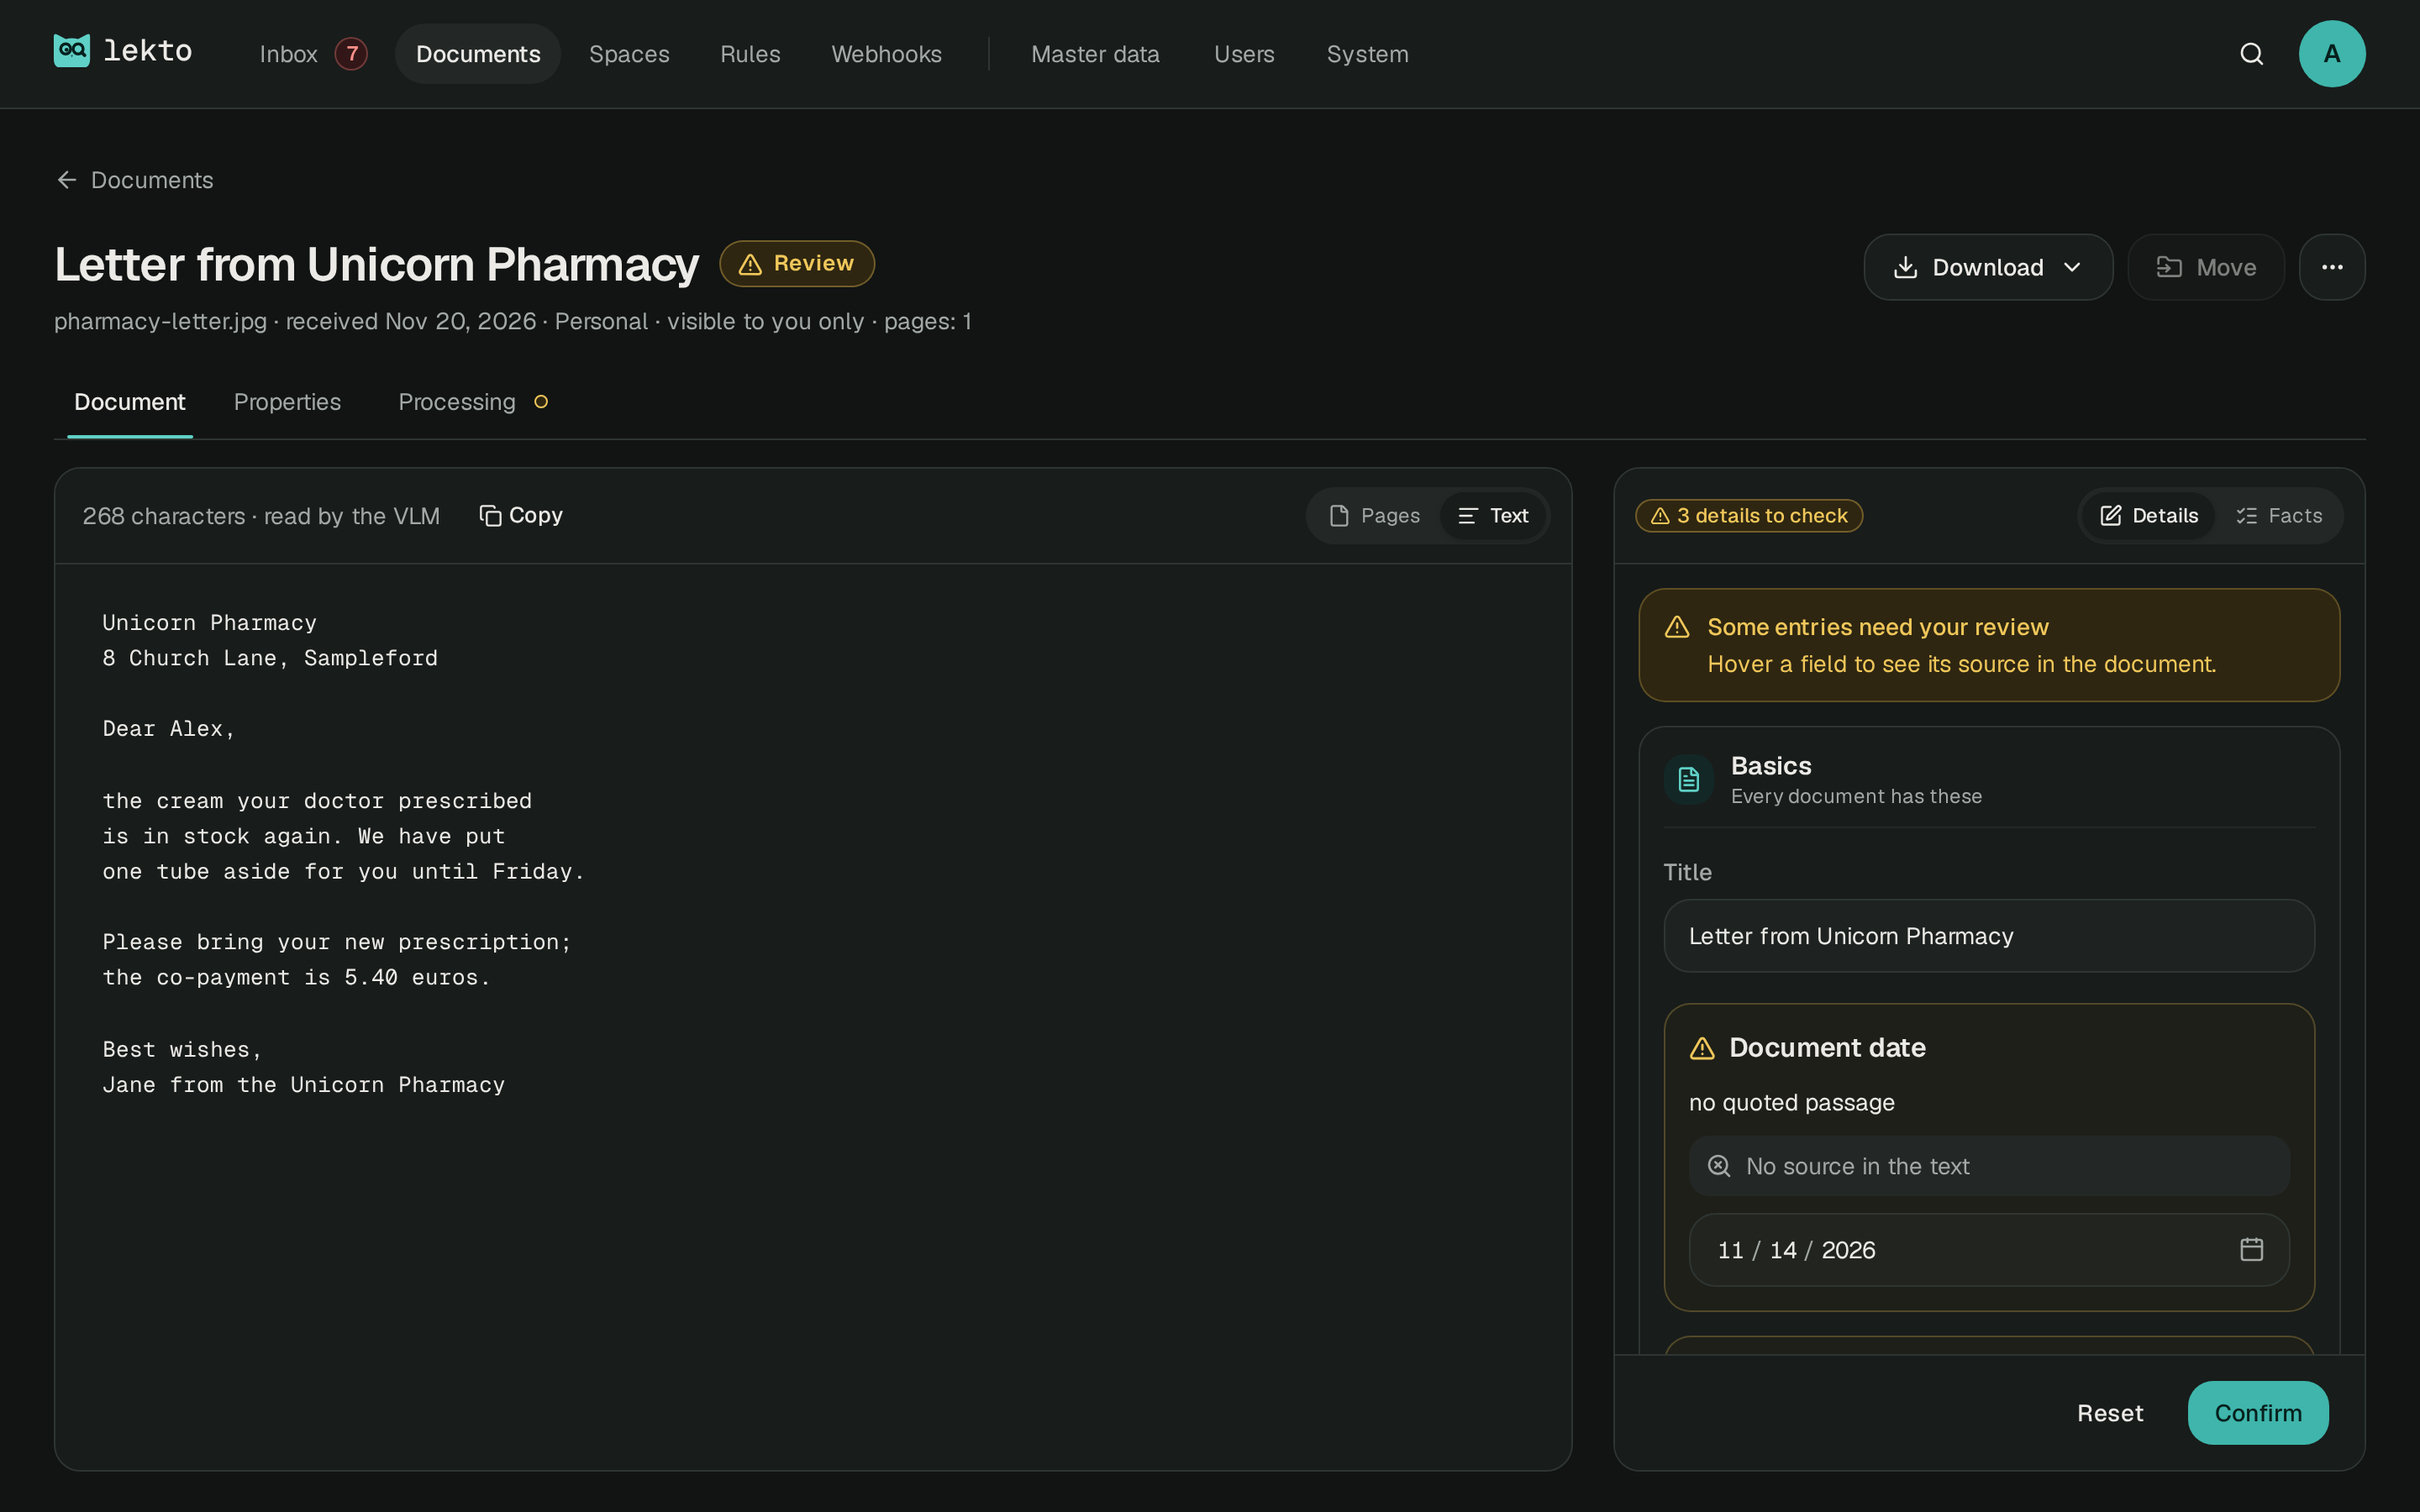 lekto
Inbox 7 Documents Spaces Rules Webhooks Master data Users System A
Documents
Letter from Unicorn Pharmacy Review
Download Move
pharmacy-letter.jpg · received Nov 20, 2026 · Personal · visible to you only · pages: 1
Document Properties Processing
268 characters · read by the VLM Copy Pages Text
Unicorn Pharmacy
8 Church Lane, Sampleford
Dear Alex,
the cream your doctor prescribed
is in stock again. We have put
one tube aside for you until Friday.
Please bring your new prescription;
the co-payment is 5.40 euros.
Best wishes,
Jane from the Unicorn Pharmacy
3 details to check Details Facts
Some entries need your review
Hover a field to see its source in the document.
Basics
Every document has these
Title
Letter from Unicorn Pharmacy
Document date
no quoted passage
No source in the text
11 / 14 / 2026
Reset Confirm